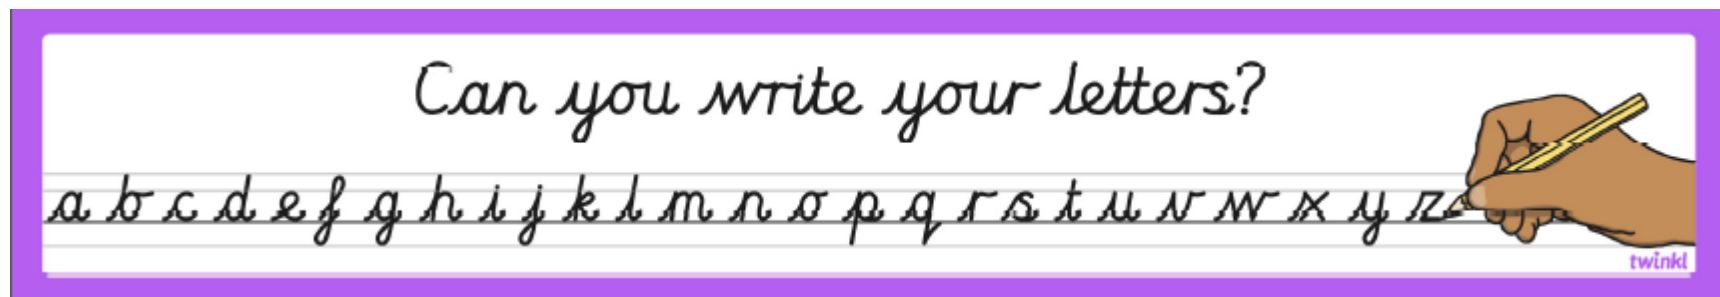 Can you write your letters?
a b c d e f g h i j k l m n o p q r s t u v w x y z
twinkl